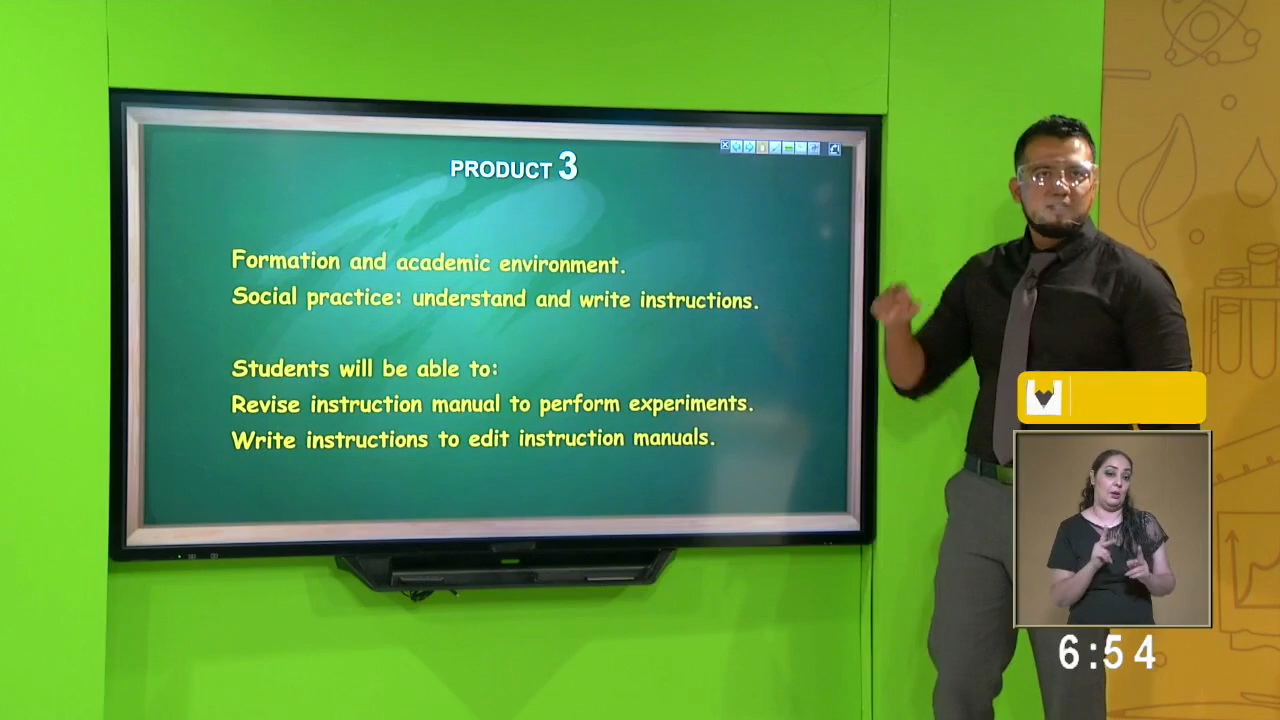 PRODUCT 3
Formation and academic environment.
Social practice: understand and write instructions.
Students will be able to:
Revise instruction manual to perform experiments.
Write instructions to edit instruction manuals.
6:54